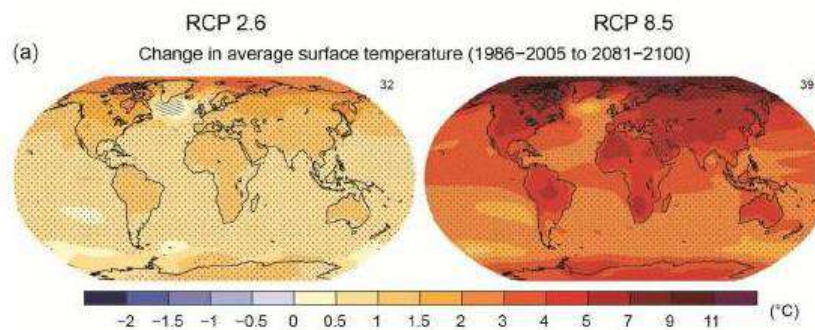 RCP 2.6 RCP 8.5
(a) Change in average surface temperature (1986–2005 to 2081–2100)
32 39
−2 −1.5 −1 −0.5 0 0.5 1 1.5 2 3 4 5 7 9 11 (°C)